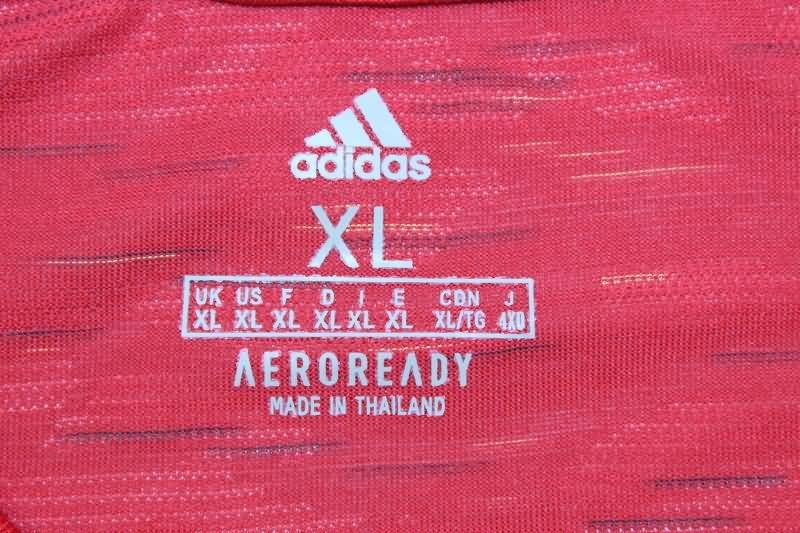 adidas
XL
UK US F D I E CDN J
XL XL XL XL XL XL XL/TG 4XO
AEROREADY
MADE IN THAILAND